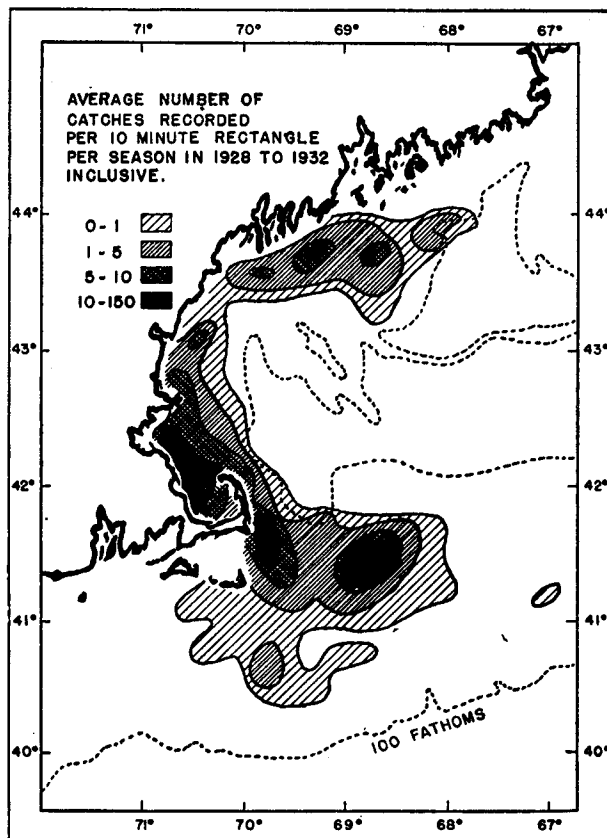 71° 70° 69° 68° 67°
AVERAGE NUMBER OF
CATCHES RECORDED
PER 10 MINUTE RECTANGLE
PER SEASON IN 1928 TO 1932
INCLUSIVE.
0-1
1-5
5-10
10-150
44° 44°
43° 43°
42° 42°
41° 41°
40° 40°
100 FATHOMS
71° 70° 69° 68° 67°